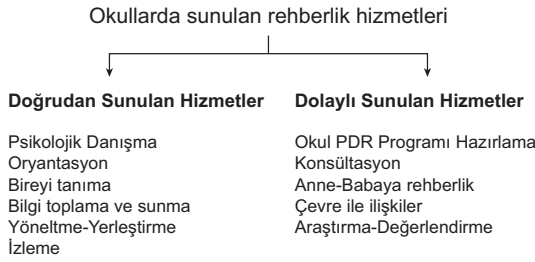 Okullarda sunulan rehberlik hizmetleri
Doğrudan Sunulan Hizmetler
Psikolojik Danışma
Oryantasyon
Bireyi tanıma
Bilgi toplama ve sunma
Yöneltme-Yerleştirme
İzleme
Dolaylı Sunulan Hizmetler
Okul PDR Programı Hazırlama
Konsültasyon
Anne-Babaya rehberlik
Çevre ile ilişkiler
Araştırma-Değerlendirme